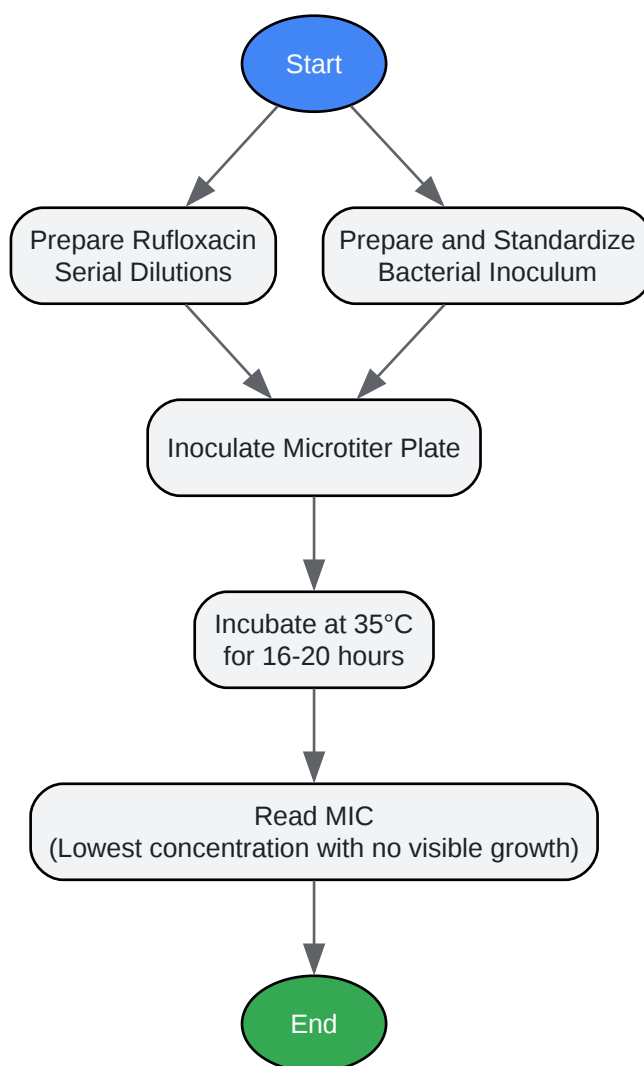 Start
Prepare Rufloxacin
Serial Dilutions
Prepare and Standardize
Bacterial Inoculum
Inoculate Microtiter Plate
Incubate at 35°C
for 16-20 hours
Read MIC
(Lowest concentration with no visible growth)
End